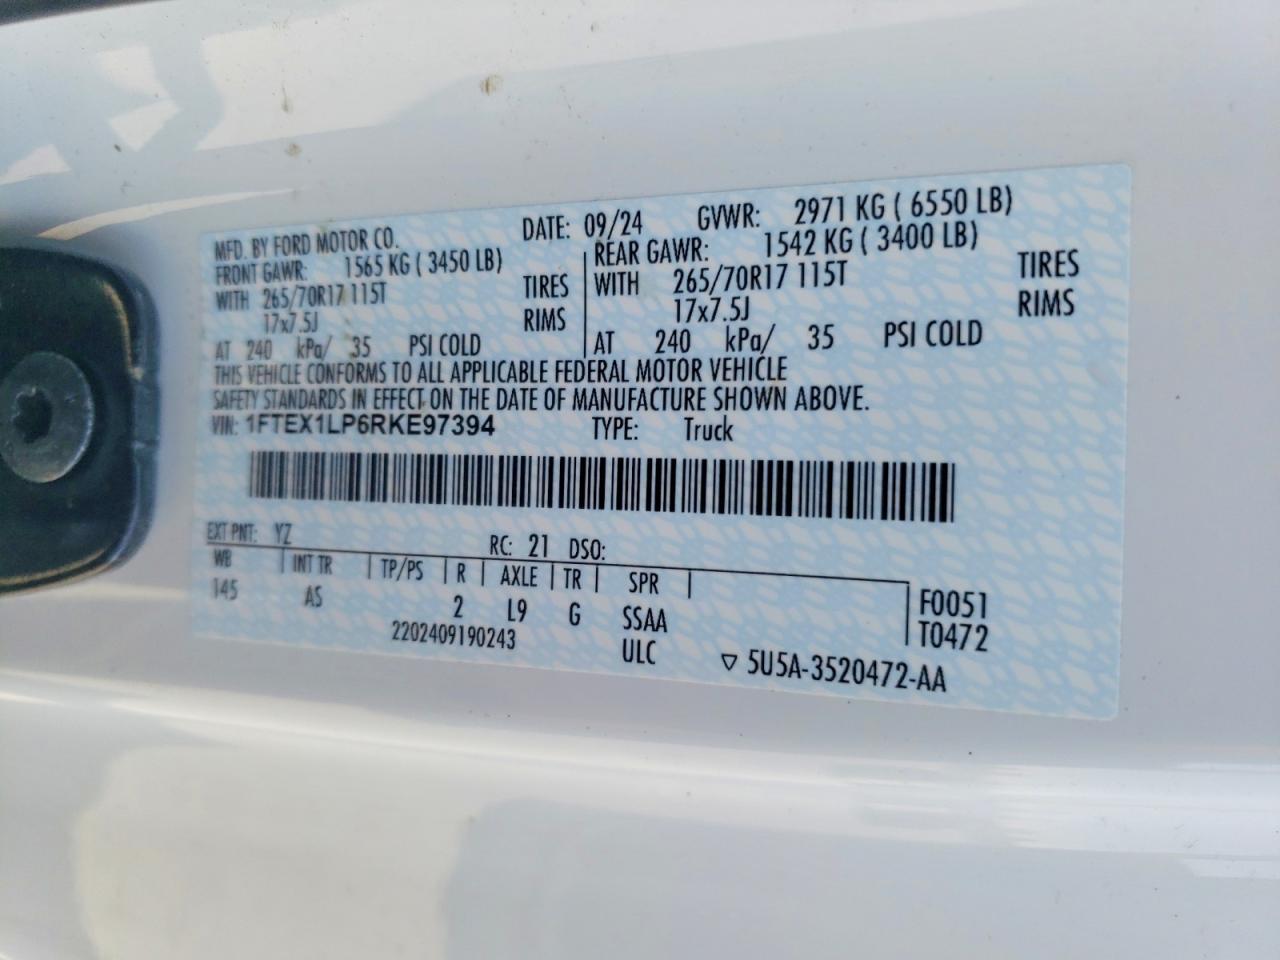 MFD. BY FORD MOTOR CO. DATE: 09/24 GVWR: 2971 KG ( 6550 LB)
FRONT GAWR: 1565 KG ( 3450 LB) REAR GAWR: 1542 KG ( 3400 LB)
WITH 265/70R17 115T TIRES WITH 265/70R17 115T TIRES
17x7.5J RIMS 17x7.5J RIMS
AT 240 kPa/ 35 PSI COLD AT 240 kPa/ 35 PSI COLD
THIS VEHICLE CONFORMS TO ALL APPLICABLE FEDERAL MOTOR VEHICLE
SAFETY STANDARDS IN EFFECT ON THE DATE OF MANUFACTURE SHOWN ABOVE.
VIN: 1FTEX1LP6RKE97394 TYPE: Truck
EXT PNT: YZ RC: 21 DSO:
WB INT TR TP/PS R AXLE TR SPR F0051
145 AS 2 L9 G SSAA T0472
2202409190243 ULC ▽ 5U5A-3520472-AA